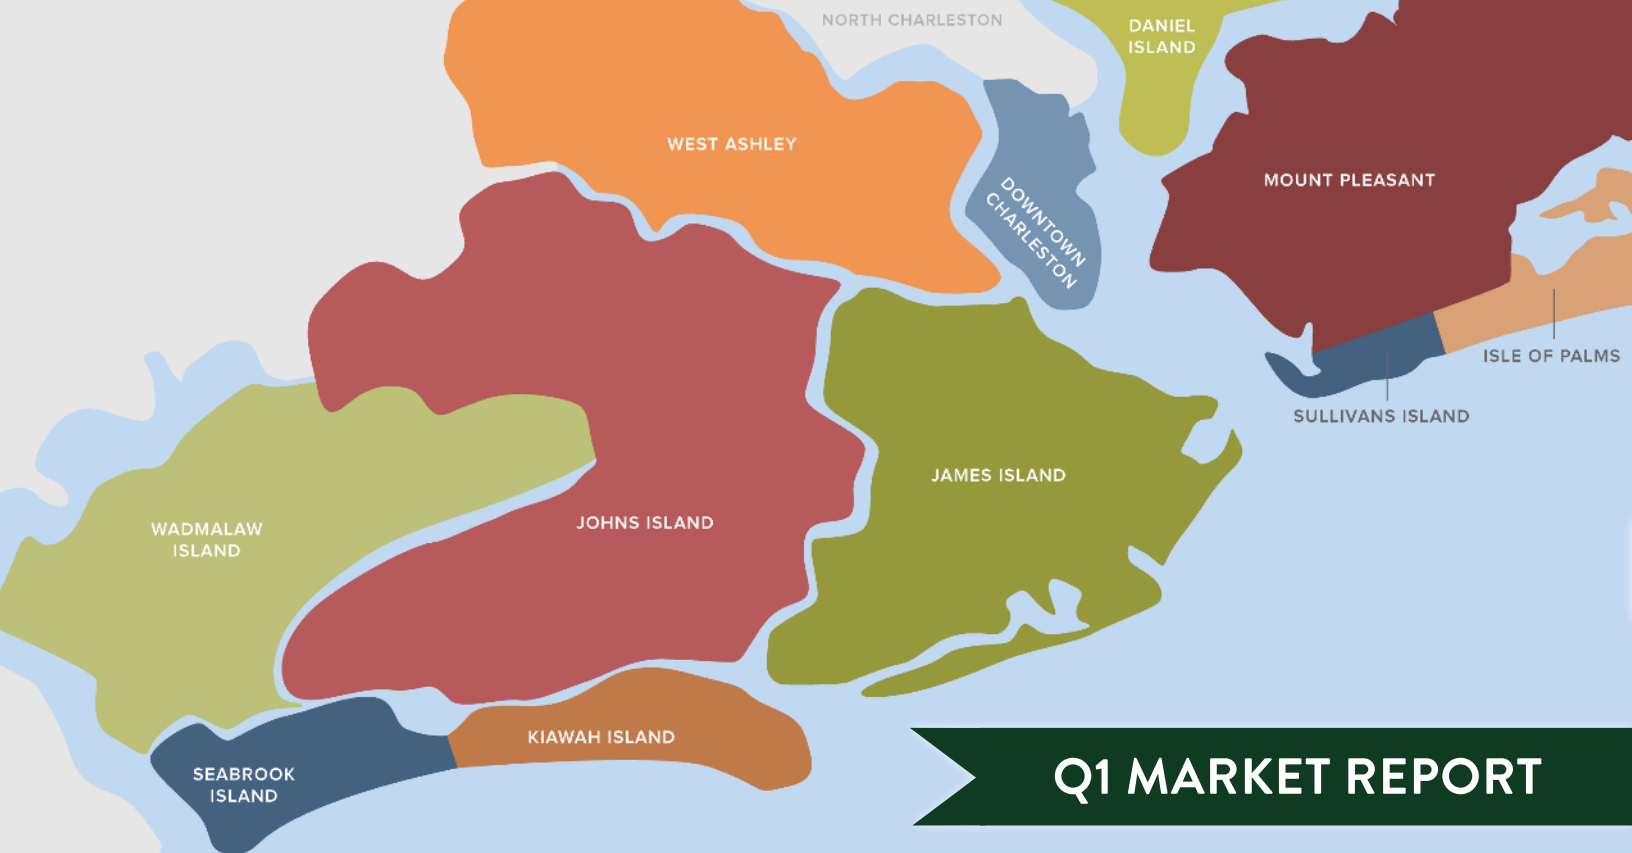 NORTH CHARLESTON
DANIEL
ISLAND
WEST ASHLEY
MOUNT PLEASANT
DOWNTOWN
CHARLESTON
ISLE OF PALMS
SULLIVANS ISLAND
JAMES ISLAND
JOHNS ISLAND
WADMALAW
ISLAND
KIAWAH ISLAND
SEABROOK
ISLAND
Q1 MARKET REPORT